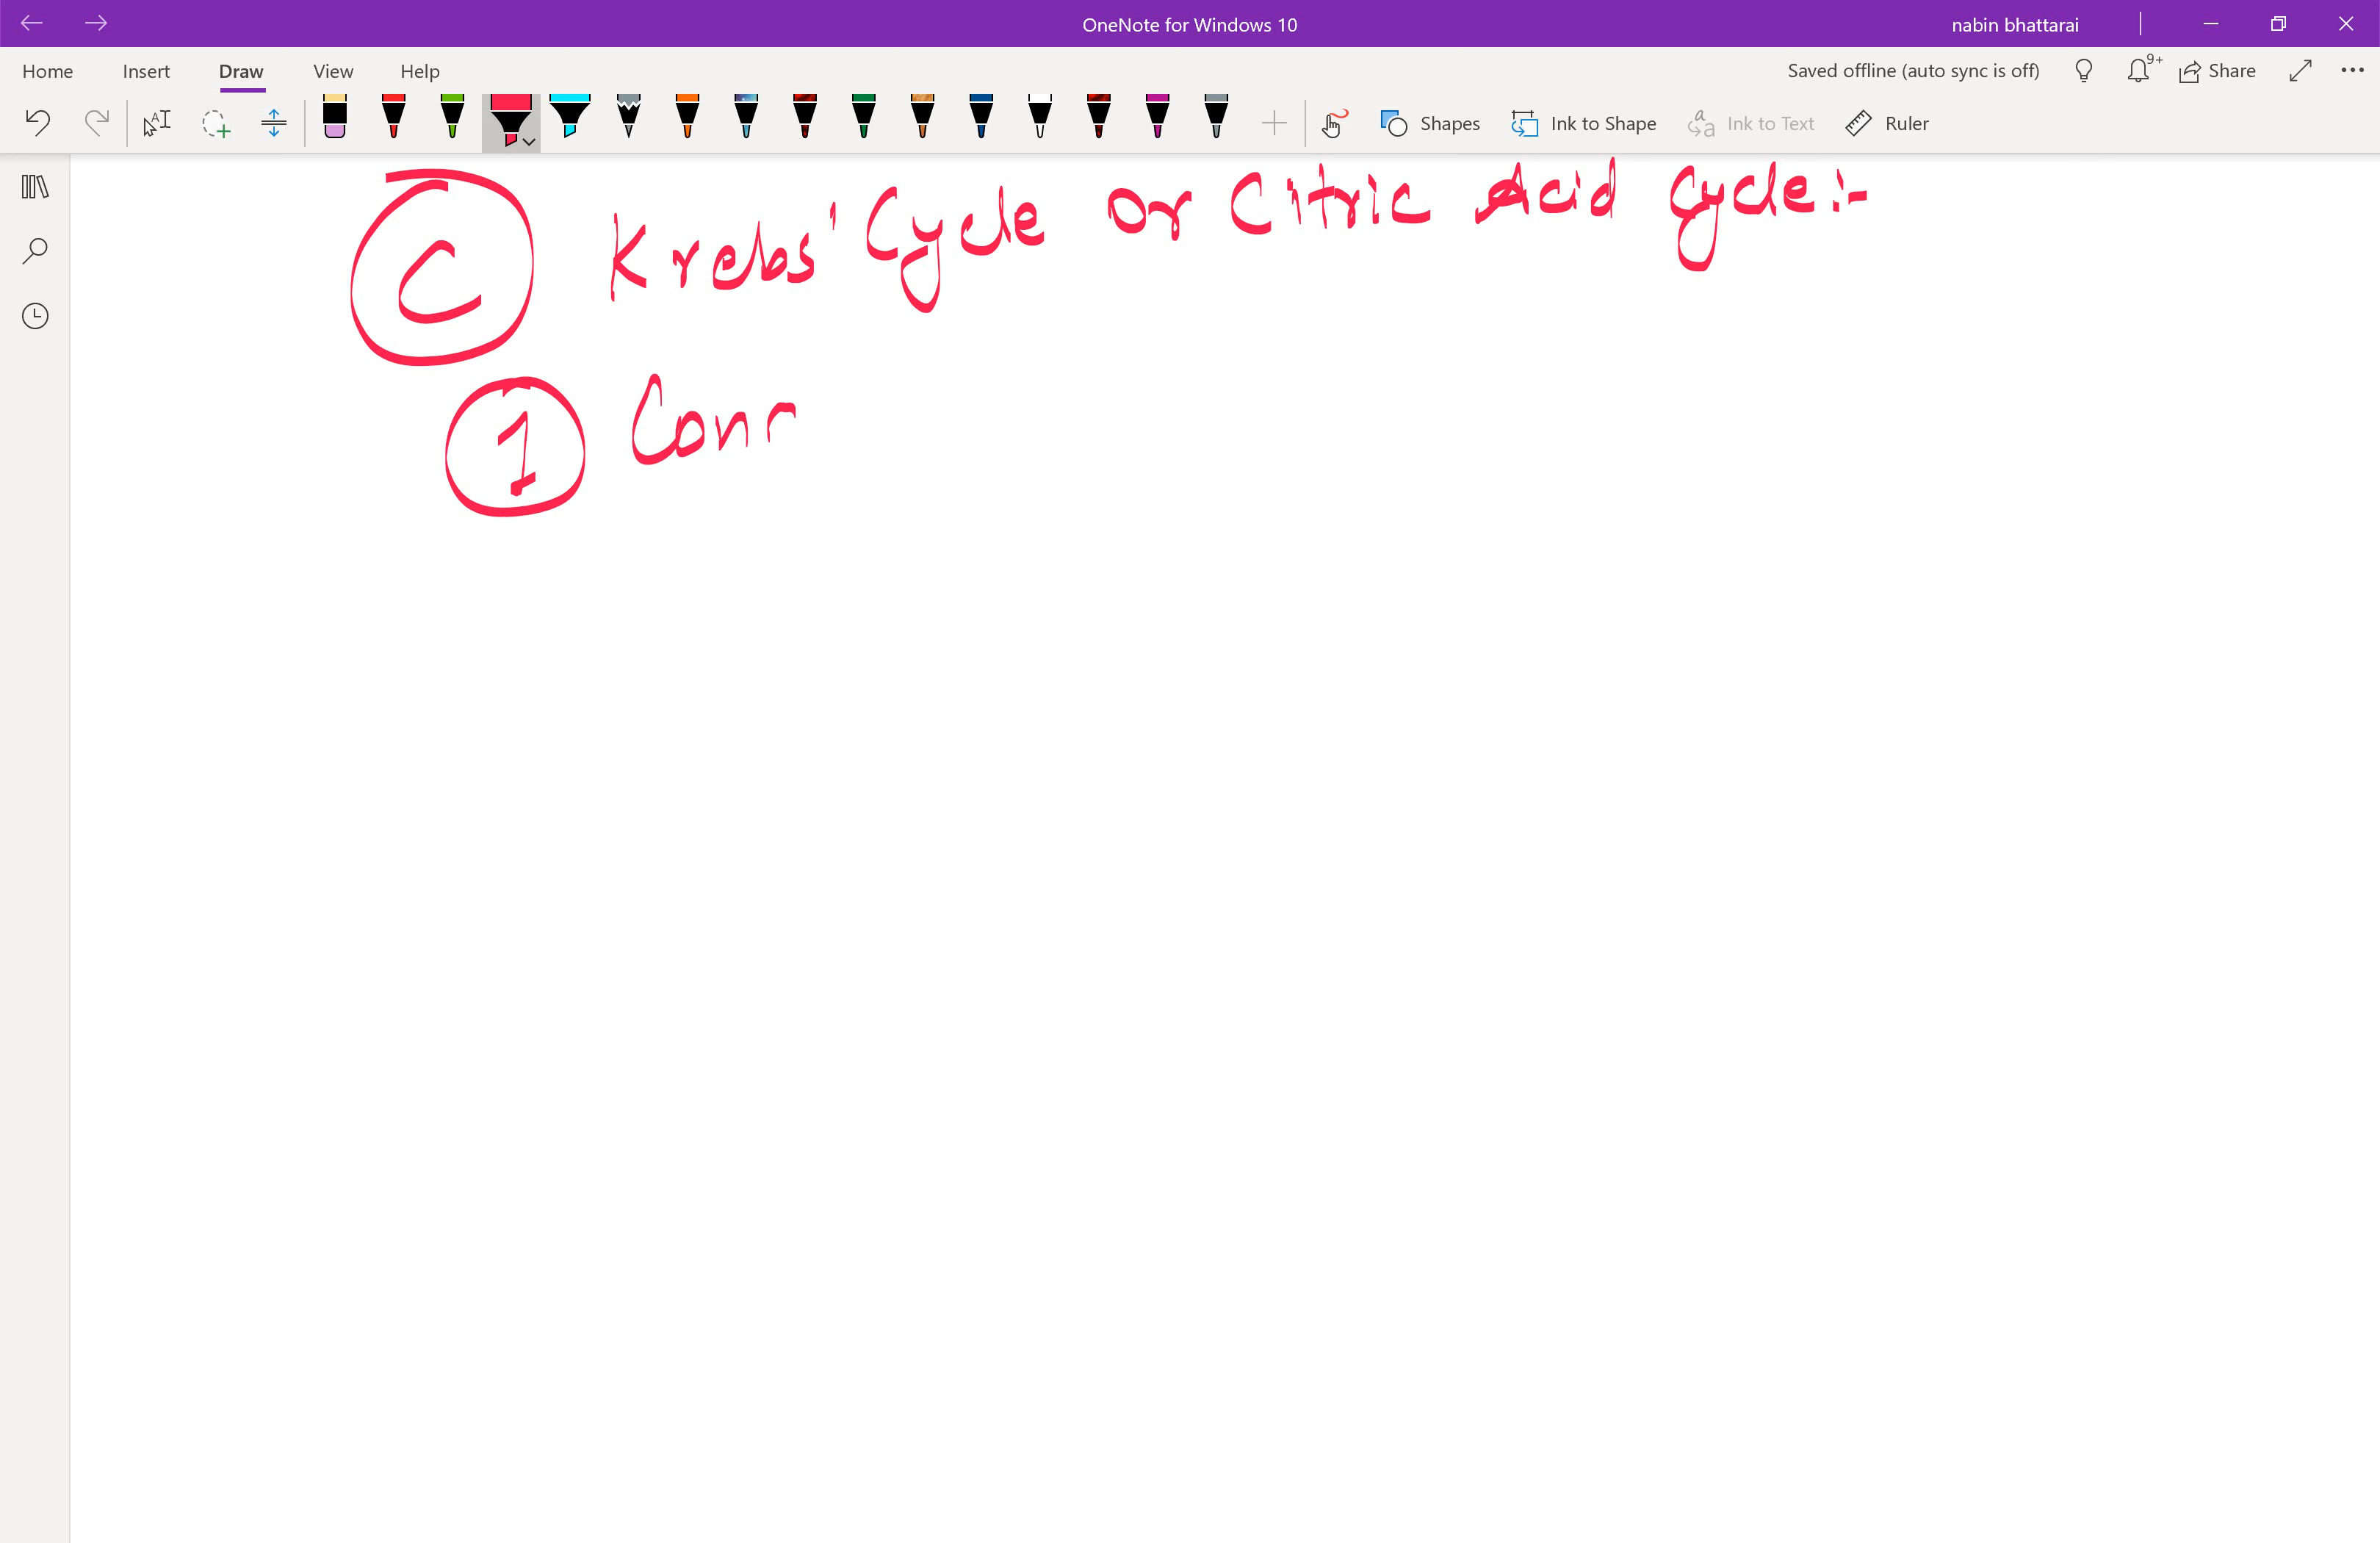 OneNote for Windows 10
nabin bhattarai
Home Insert Draw View Help
Saved offline (auto sync is off) 9+ Share
Shapes Ink to Shape Ink to Text Ruler
C Krebs' Cycle Or Citric Acid Cycle:-
1